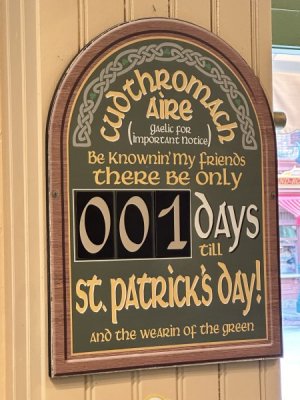 Cudthromach
Aire
(Gaelic for
Important Notice)
Be Knownin' My friends
there Be only
001 days
till
St. Patrick's Day!
And the wearin of the green